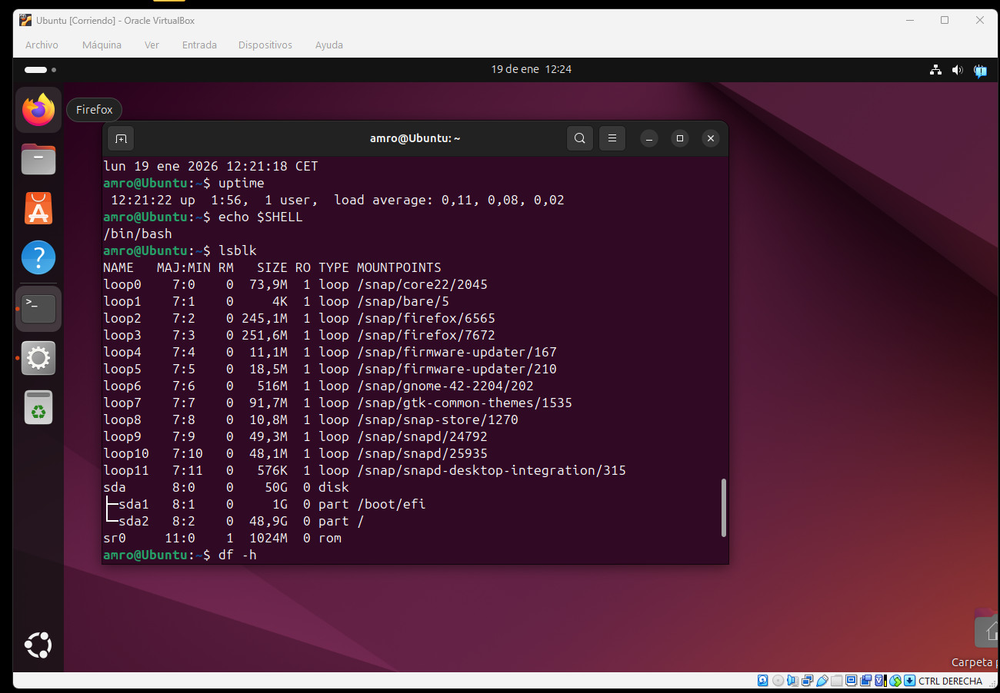 Ubuntu [Corriendo] - Oracle VirtualBox
Archivo Máquina Ver Entrada Dispositivos Ayuda
19 de ene 12:24
Firefox
amro@Ubuntu: ~
lun 19 ene 2026 12:21:18 CET
amro@Ubuntu:~$ uptime
 12:21:22 up  1:56,  1 user,  load average: 0,11, 0,08, 0,02
amro@Ubuntu:~$ echo $SHELL
/bin/bash
amro@Ubuntu:~$ lsblk
NAME   MAJ:MIN RM   SIZE RO TYPE MOUNTPOINTS
loop0    7:0    0  73,9M  1 loop /snap/core22/2045
loop1    7:1    0     4K  1 loop /snap/bare/5
loop2    7:2    0 245,1M  1 loop /snap/firefox/6565
loop3    7:3    0 251,6M  1 loop /snap/firefox/7672
loop4    7:4    0  11,1M  1 loop /snap/firmware-updater/167
loop5    7:5    0  18,5M  1 loop /snap/firmware-updater/210
loop6    7:6    0   516M  1 loop /snap/gnome-42-2204/202
loop7    7:7    0  91,7M  1 loop /snap/gtk-common-themes/1535
loop8    7:8    0  10,8M  1 loop /snap/snap-store/1270
loop9    7:9    0  49,3M  1 loop /snap/snapd/24792
loop10   7:10   0  48,1M  1 loop /snap/snapd/25935
loop11   7:11   0   576K  1 loop /snap/snapd-desktop-integration/315
sda      8:0    0    50G  0 disk
├─sda1   8:1    0     1G  0 part /boot/efi
└─sda2   8:2    0  48,9G  0 part /
sr0     11:0    1  1024M  0 rom
amro@Ubuntu:~$ df -h
Carpeta
CTRL DERECHA